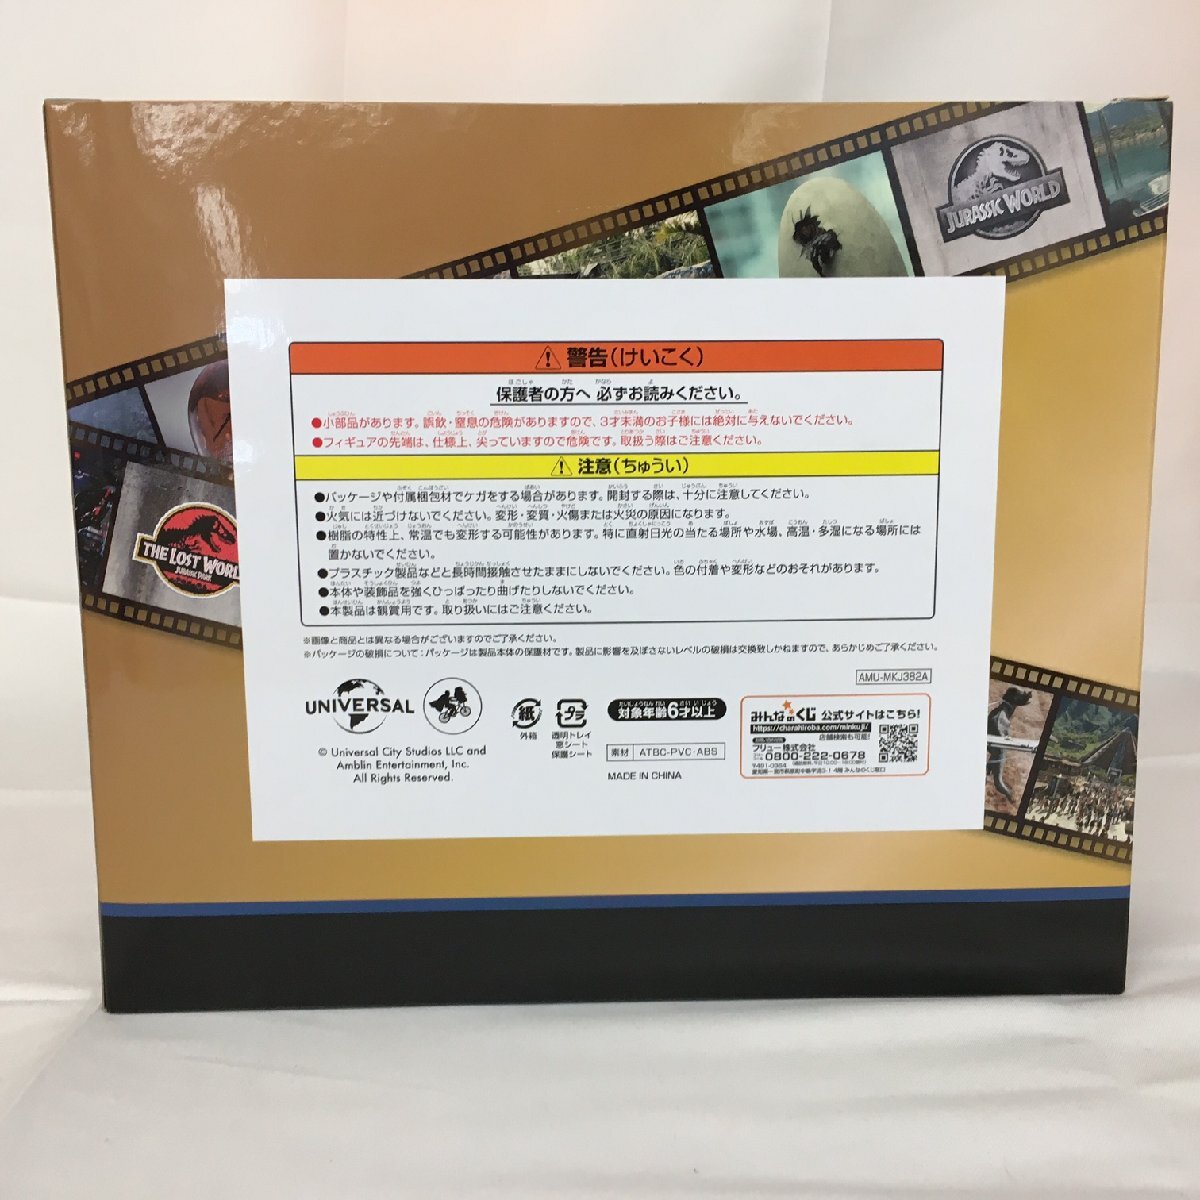 JURASSIC WORLD
THE LOST WORL
JURASSIC PARK
警告(けいこく)
保護者の方へ 必ずお読みください。
●小部品があります。誤飲・窒息の危険がありますので、3才未満のお子様には絶対に与えないでください。
●フィギュアの先端は、仕様上、尖っていますので危険です。取扱う際はご注意ください。
注意(ちゅうい)
●パッケージや付属梱包材でケガをする場合があります。開封する際は、十分に注意してください。
●火気には近づけないでください。変形・変質・火傷または火災の原因になります。
●樹脂の特性上、常温でも変形する可能性があります。特に直射日光の当たる場所や水場、高温・多湿になる場所には
置かないでください。
●プラスチック製品などと長時間接触させたままにしないでください。色の付着や変形などのおそれがあります。
●本体や装飾品を強くひっぱったり曲げたりしないでください。
●本製品は観賞用です。取り扱いにはご注意ください。
※画像と商品とは異なる場合がございますのでご了承ください。
※パッケージの破損について:パッケージは製品本体の保護材です。製品に影響を及ぼさないレベルの破損は交換致しかねますので、あらかじめご了承ください。
AMU-MKJ382A
UNIVERSAL
© Universal City Studios LLC and
Amblin Entertainment, Inc.
All Rights Reserved.
紙
外箱
プラ
透明トレイ
窓シート
保護シート
対象年齢6才以上
素材 ATBC-PVC・ABS
MADE IN CHINA
みんなのくじ 公式サイトはこちら!
https://charahiroba.com/minkuji/
店舗検索も可能!
フリュー株式会社
0800-222-0678